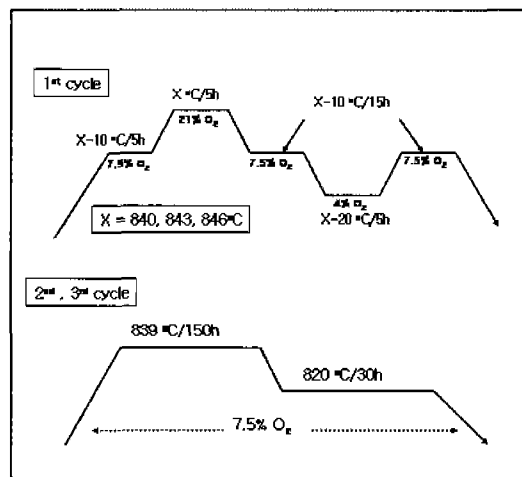 1st cycle
X °C/5h
21% O2
X-10 °C/15h
X-10 °C/5h
7.5% O2
7.5% O2
7.5% O2
4% O2
X-20 °C/5h
X = 840, 843, 846°C
2nd, 3rd cycle
839 °C/150h
820 °C/30h
7.5% O2